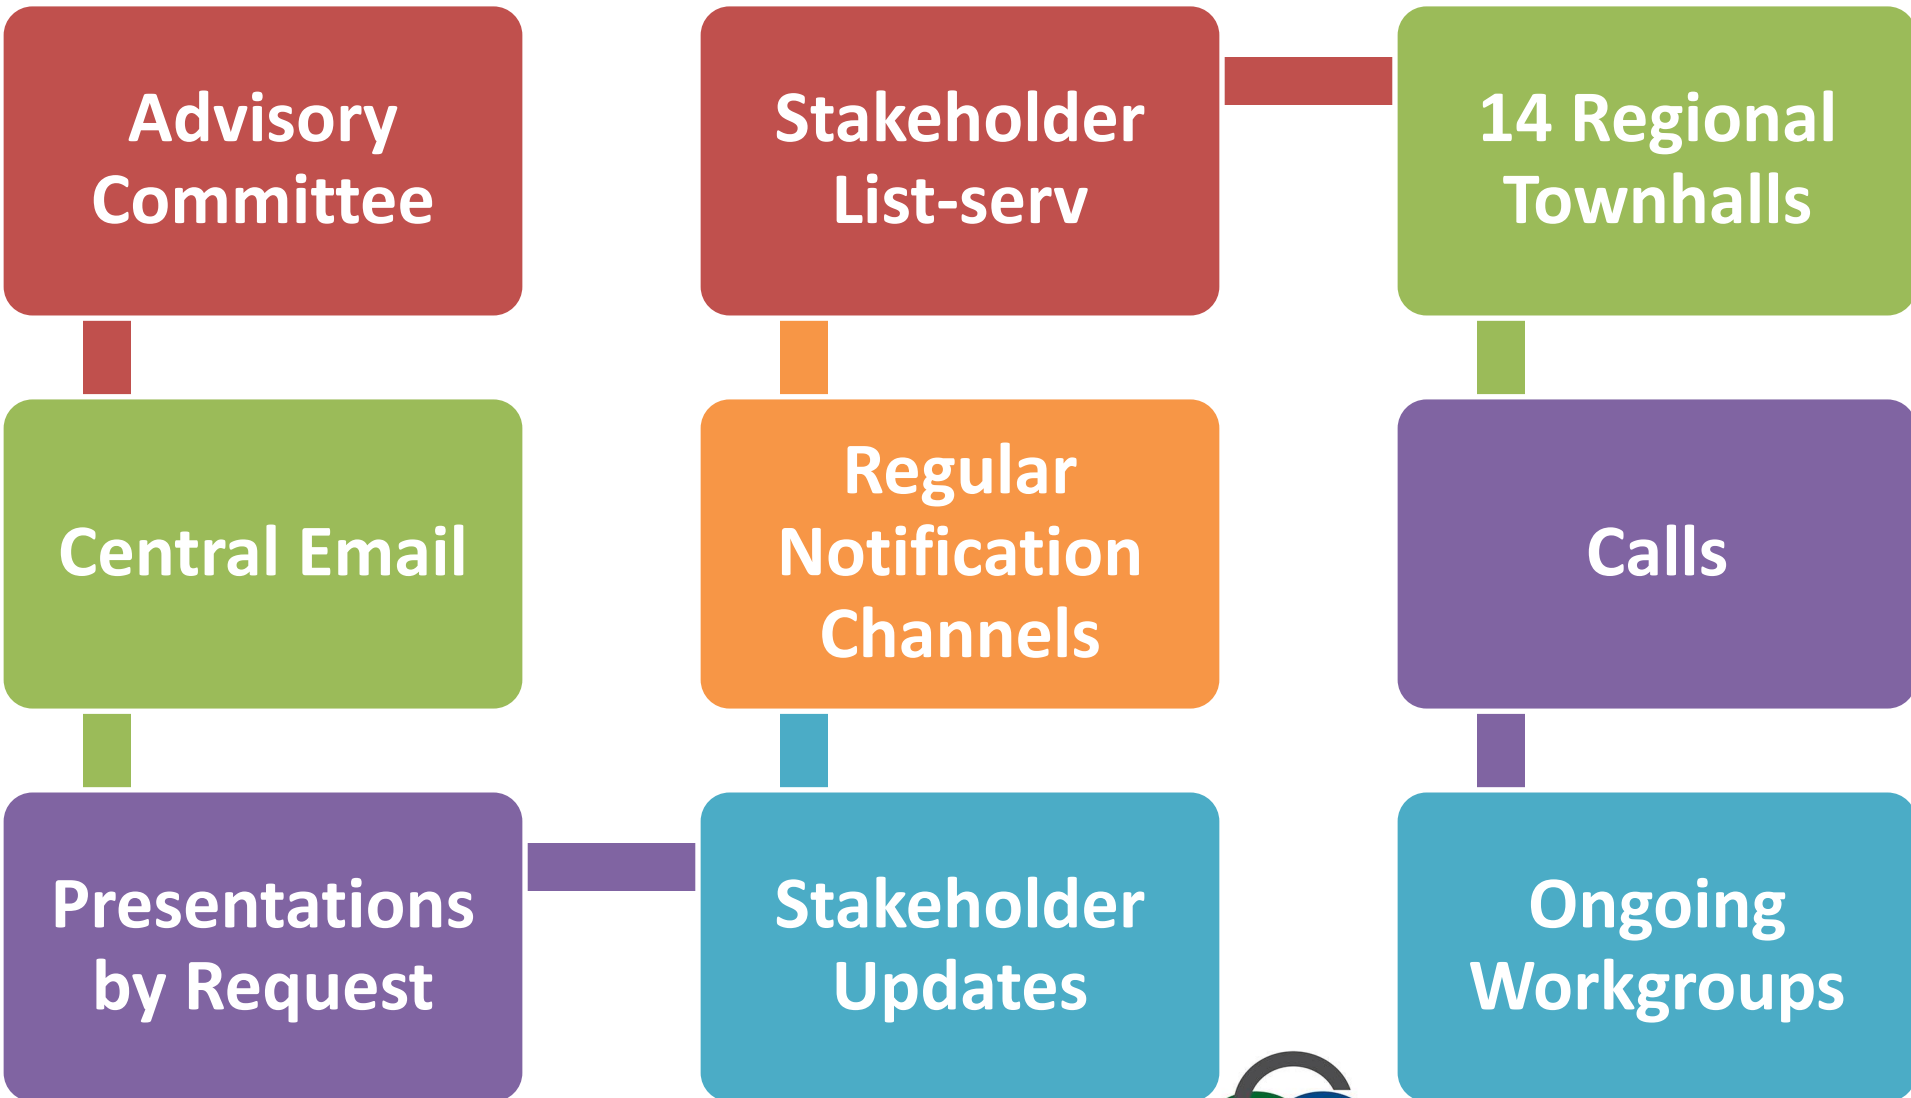 Advisory
Committee
Central Email
Presentations
by Request
Stakeholder
Updates
Regular
Notification
Channels
Stakeholder
List-serv
14 Regional
Townhalls
Calls
Ongoing
Workgroups